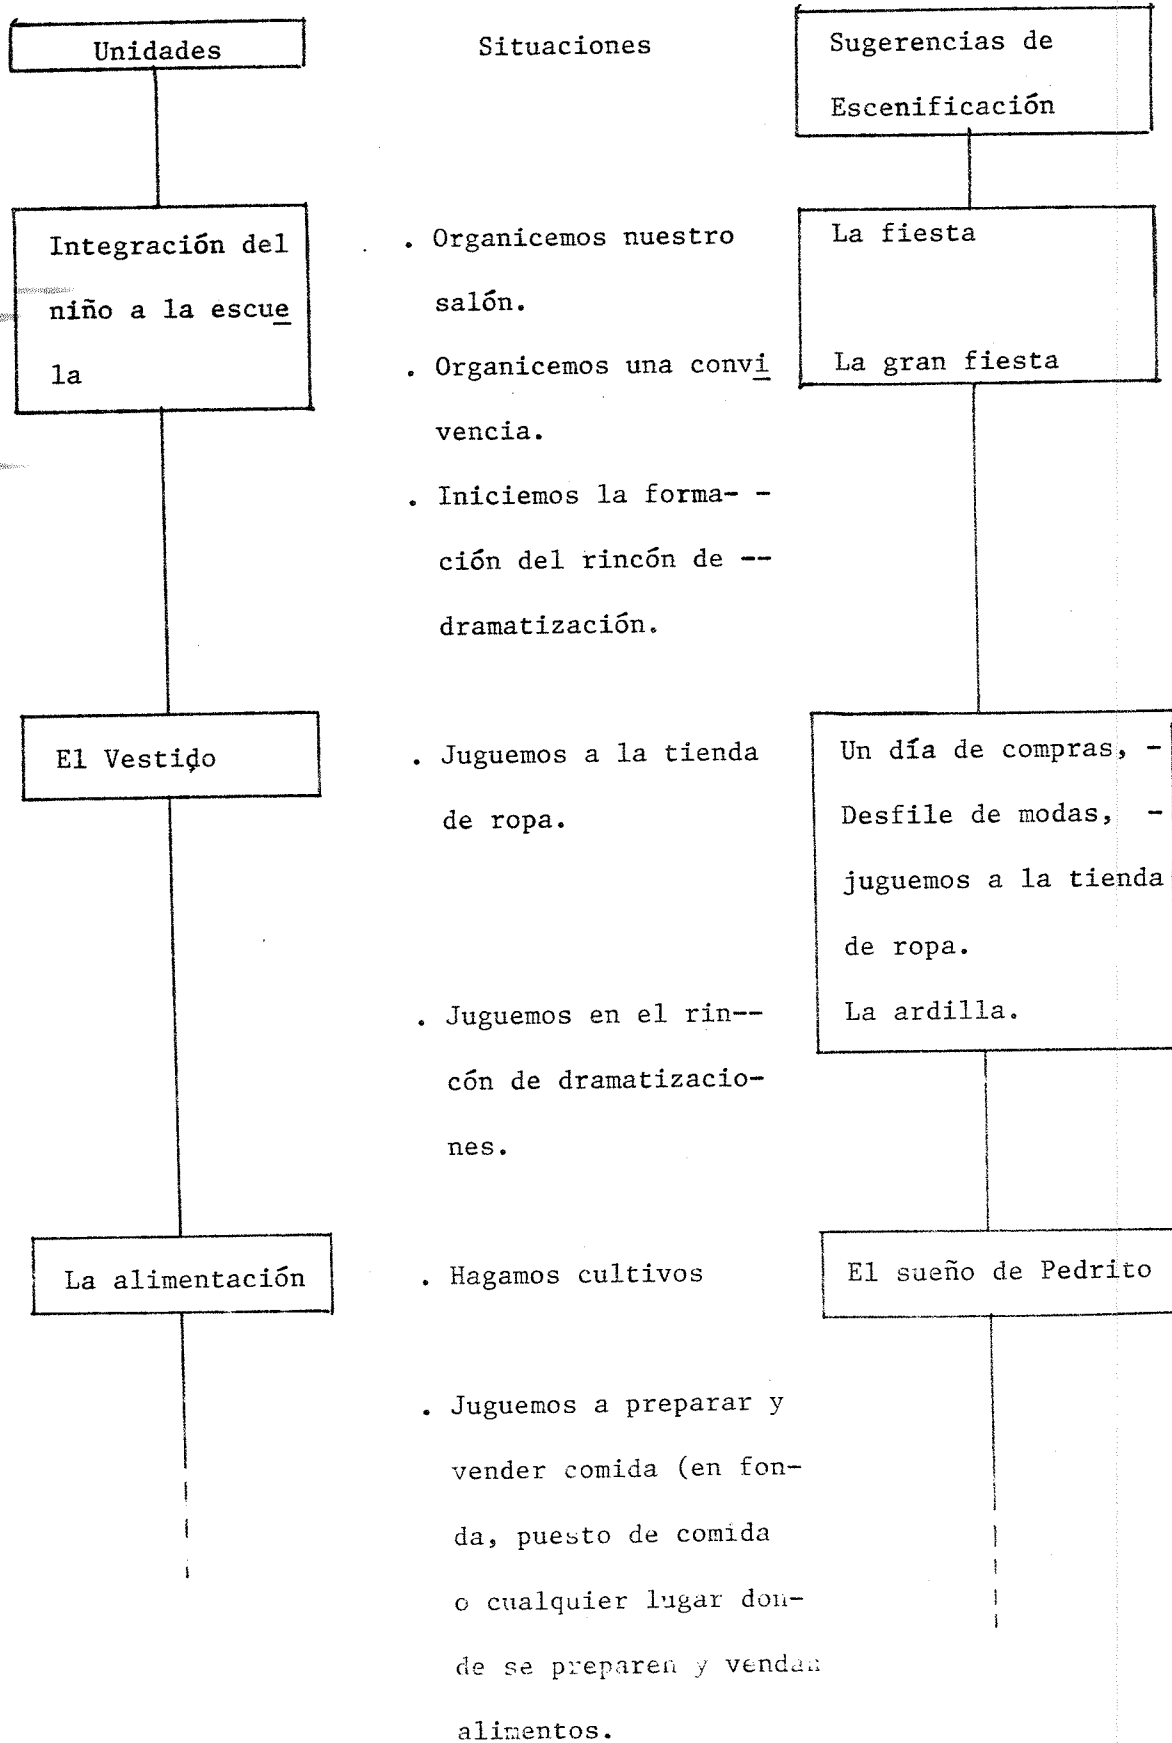 Unidades
Situaciones
Sugerencias de
Escenificación
Integración del
niño a la escue
la
. Organicemos nuestro
salón.
. Organicemos una convi
vencia.
. Iniciemos la forma- -
ción del rincón de --
dramatización.
La fiesta
La gran fiesta
El Vestido
. Juguemos a la tienda
de ropa.
. Juguemos en el rin--
cón de dramatizacio-
nes.
Un día de compras, -
Desfile de modas, -
juguemos a la tienda
de ropa.
La ardilla.
La alimentación
. Hagamos cultivos
. Juguemos a preparar y
vender comida (en fon-
da, puesto de comida
o cualquier lugar don-
de se preparen y vendan
alimentos.
El sueño de Pedrito